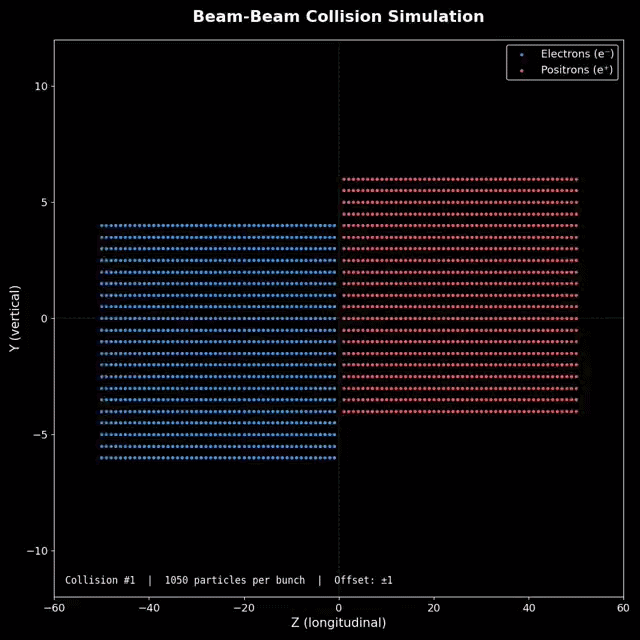 Beam-Beam Collision Simulation
Electrons (e⁻)
Positrons (e⁺)
10
5
0
−5
−10
Y (vertical)
Collision #1 | 1050 particles per bunch | Offset: ±1
−60 −40 −20 0 20 40 60
Z (longitudinal)